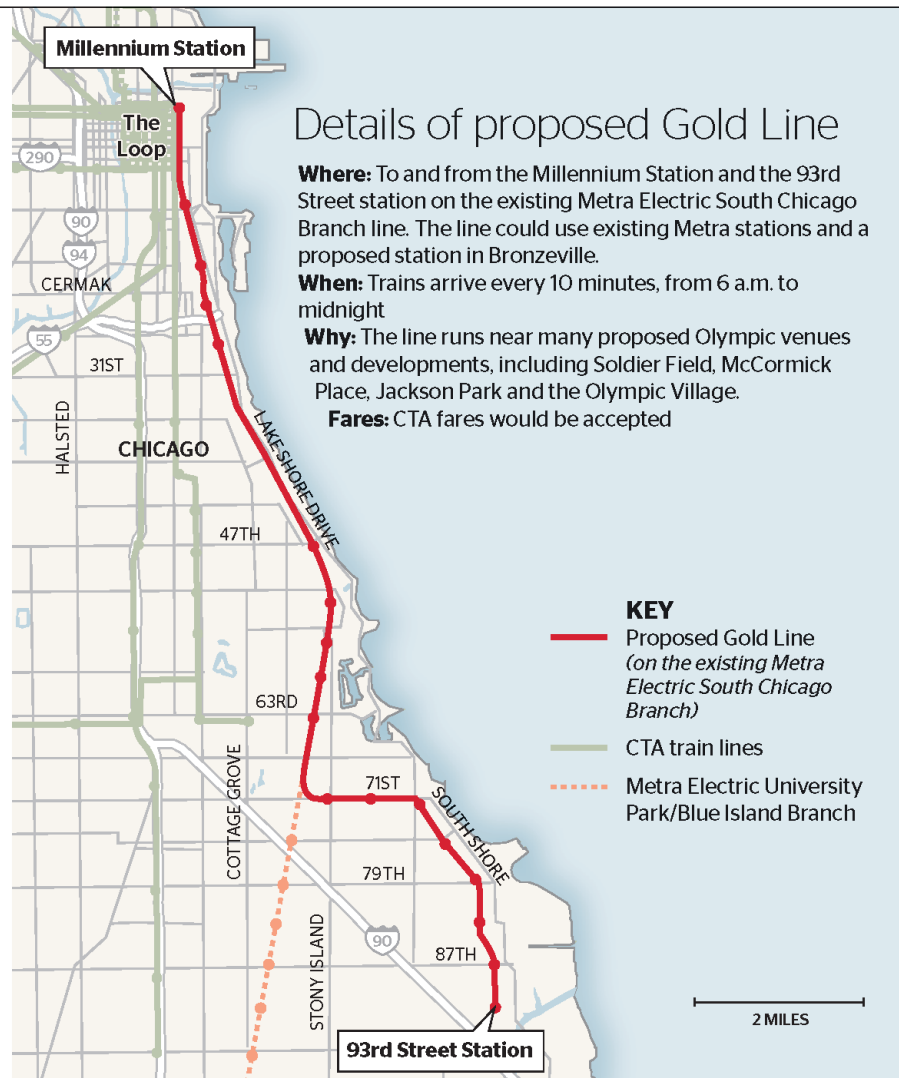 Millennium Station
The
Loop
290
90
94
CERMAK
55
31ST
HALSTED
CHICAGO
LAKE SHORE DRIVE
47TH
63RD
COTTAGE GROVE
71ST
SOUTH SHORE
79TH
STONY ISLAND
90
87TH
93rd Street Station
Details of proposed Gold Line
Where: To and from the Millennium Station and the 93rd
Street station on the existing Metra Electric South Chicago
Branch line. The line could use existing Metra stations and a
proposed station in Bronzeville.
When: Trains arrive every 10 minutes, from 6 a.m. to
midnight
Why: The line runs near many proposed Olympic venues
and developments, including Soldier Field, McCormick
Place, Jackson Park and the Olympic Village.
Fares: CTA fares would be accepted
KEY
Proposed Gold Line
(on the existing Metra
Electric South Chicago
Branch)
CTA train lines
Metra Electric University
Park/Blue Island Branch
2 MILES